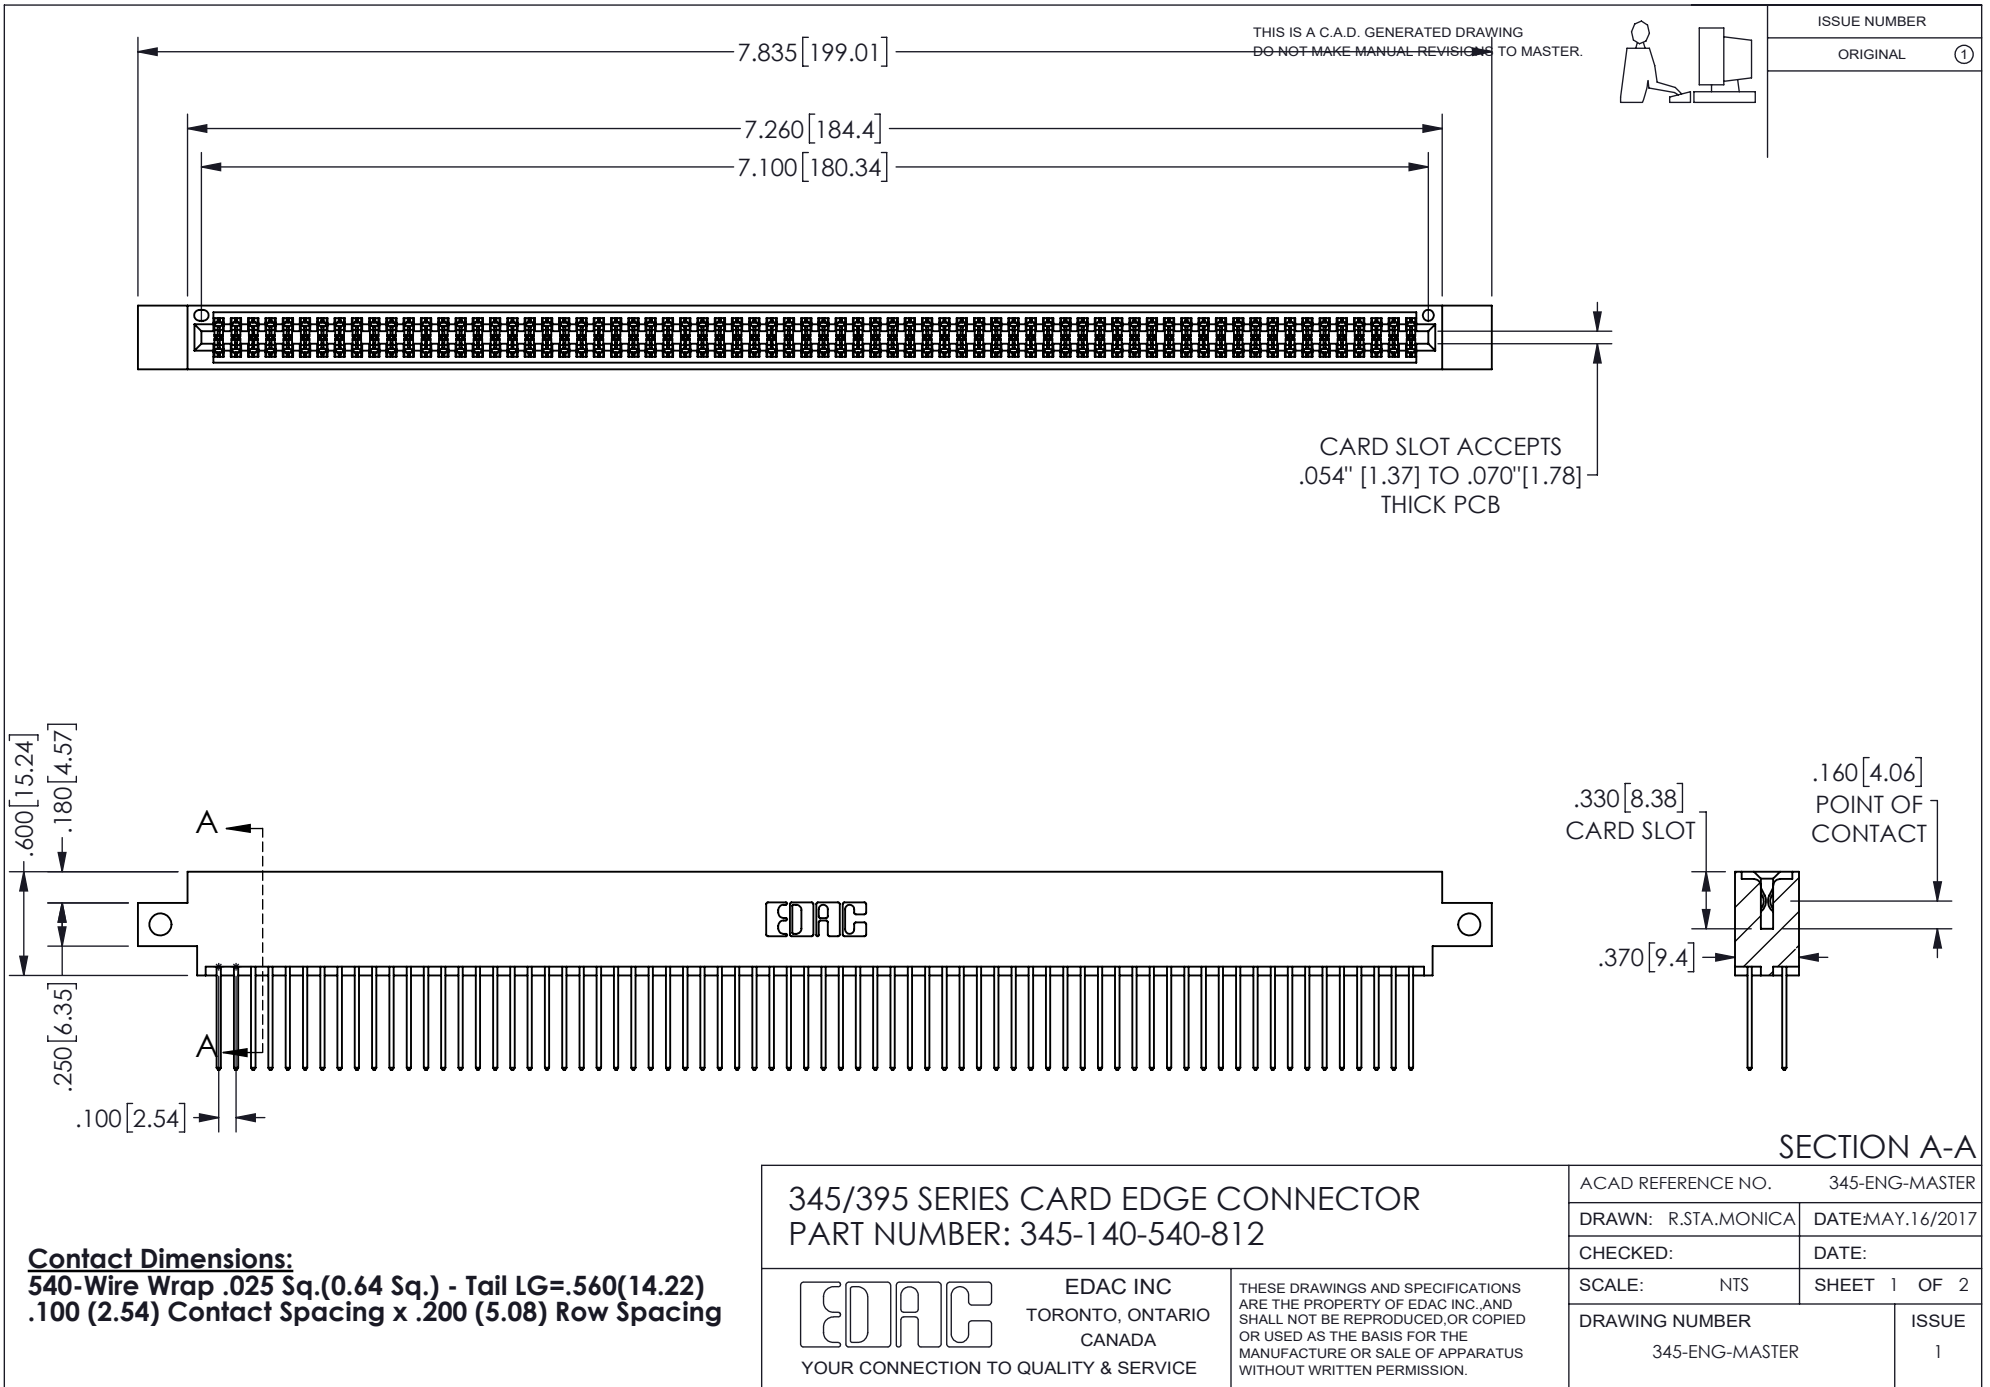 THIS IS A C.A.D. GENERATED DRAWING
DO NOT MAKE MANUAL REVISIONS TO MASTER.
ISSUE NUMBER
ORIGINAL 1
7.835[199.01]
7.260[184.4]
7.100[180.34]
CARD SLOT ACCEPTS
.054" [1.37] TO .070"[1.78]
THICK PCB
.600[15.24]
.180[4.57]
.250[6.35]
.100[2.54]
A
A
EDAC
.330[8.38]
CARD SLOT
.160[4.06]
POINT OF
CONTACT
.370[9.4]
SECTION A-A
Contact Dimensions:
540-Wire Wrap .025 Sq.(0.64 Sq.) - Tail LG=.560(14.22)
.100 (2.54) Contact Spacing x .200 (5.08) Row Spacing
345/395 SERIES CARD EDGE CONNECTOR
PART NUMBER: 345-140-540-812
EDAC
EDAC INC
TORONTO, ONTARIO
CANADA
YOUR CONNECTION TO QUALITY & SERVICE
THESE DRAWINGS AND SPECIFICATIONS
ARE THE PROPERTY OF EDAC INC.,AND
SHALL NOT BE REPRODUCED,OR COPIED
OR USED AS THE BASIS FOR THE
MANUFACTURE OR SALE OF APPARATUS
WITHOUT WRITTEN PERMISSION.
ACAD REFERENCE NO. 345-ENG-MASTER
DRAWN: R.STA.MONICA DATE:MAY.16/2017
CHECKED: DATE:
SCALE: NTS SHEET 1 OF 2
DRAWING NUMBER ISSUE
345-ENG-MASTER 1